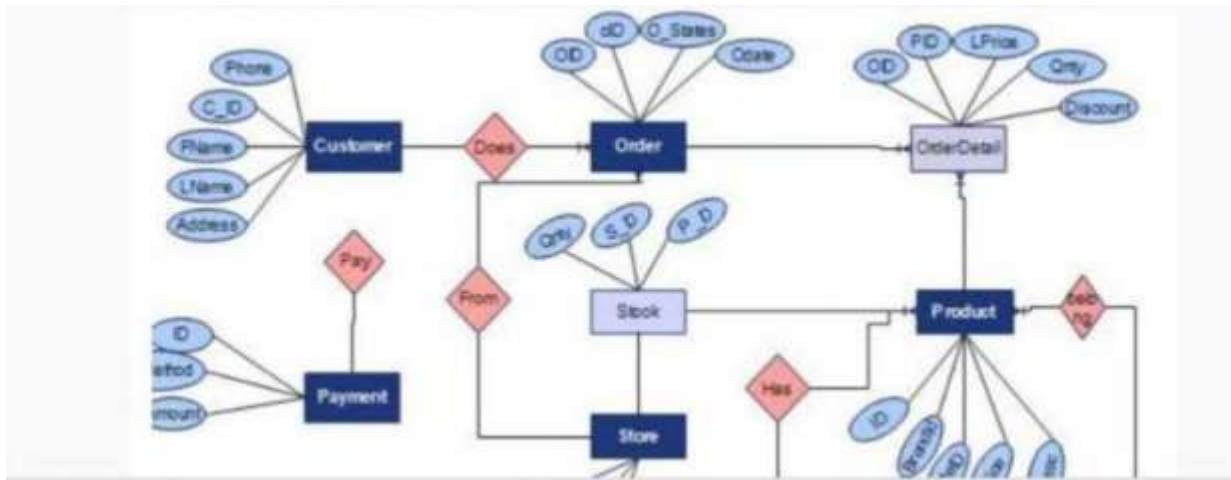 cID O_States
OID Odate
PID LPrice
OID Qnty
Discount
Phone
C_ID
FName
LName
Address
Customer
Does
Order
OrderDetail
Qnty S_ID P_ID
Pay
From
Stock
Product
ID
Payment
Has
Store
ID
BrandID